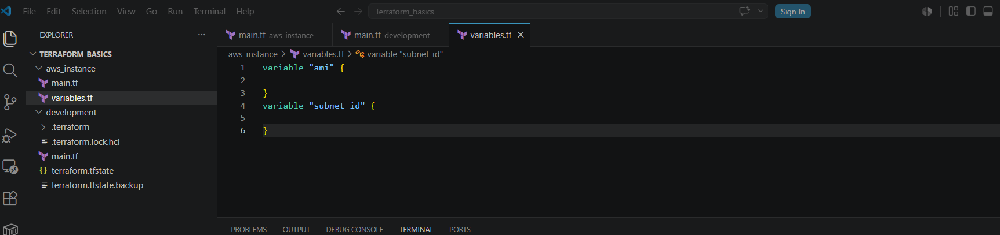 File Edit Selection View Go Run Terminal Help Terraform_basics Sign In
EXPLORER ···
TERRAFORM_BASICS
aws_instance
main.tf
variables.tf
development
.terraform
.terraform.lock.hcl
main.tf
terraform.tfstate
terraform.tfstate.backup
main.tf aws_instance main.tf development variables.tf
aws_instance > variables.tf > variable "subnet_id"
1 variable "ami" {
2
3 }
4 variable "subnet_id" {
5
6 }
PROBLEMS OUTPUT DEBUG CONSOLE TERMINAL PORTS